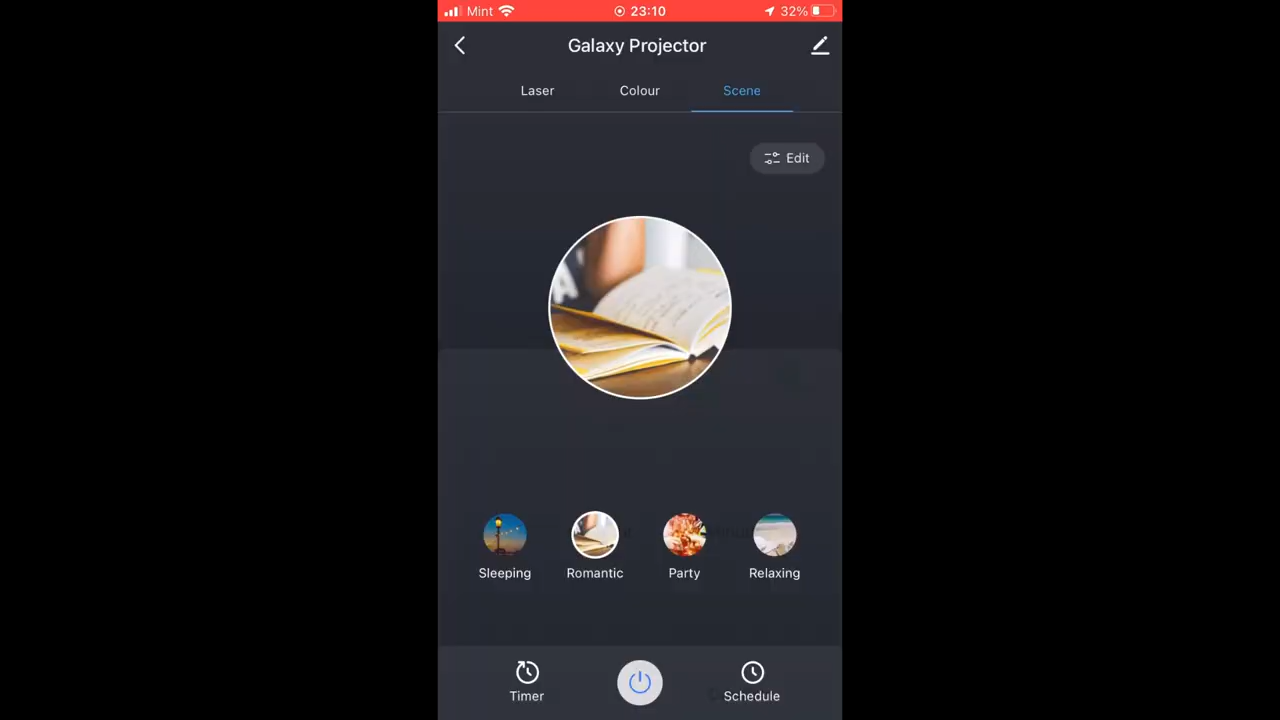 Mint
23:10
32%
Galaxy Projector
Laser
Colour
Scene
Edit
Sleeping
Romantic
Party
Relaxing
Timer
Schedule